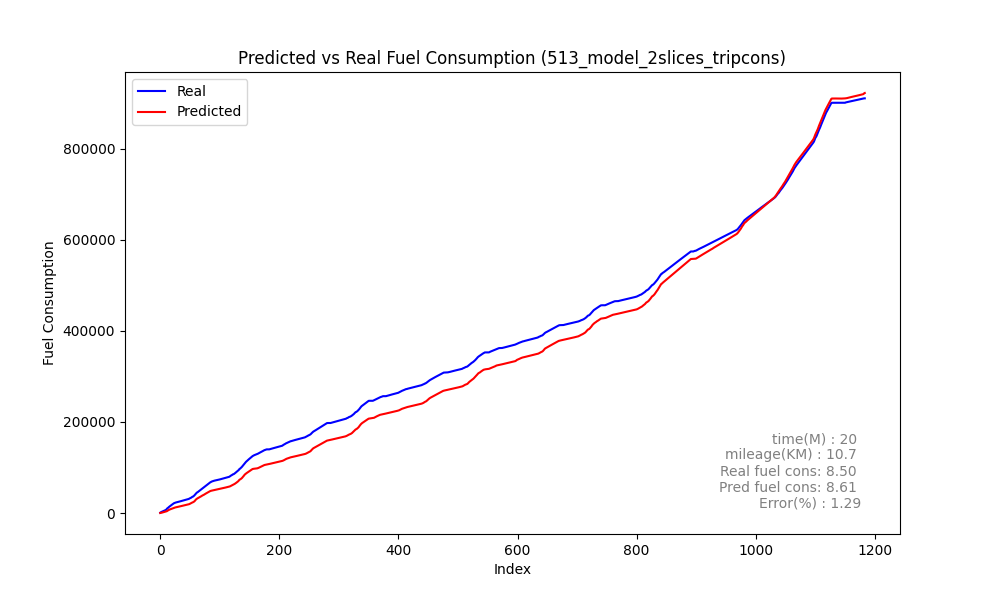 Predicted vs Real Fuel Consumption (513_model_2slices_tripcons)
Real
Predicted
Fuel Consumption
800000
600000
400000
200000
0
time(M) : 20
mileage(KM) : 10.7
Real fuel cons: 8.50
Pred fuel cons: 8.61
Error(%) : 1.29
0 200 400 600 800 1000 1200
Index